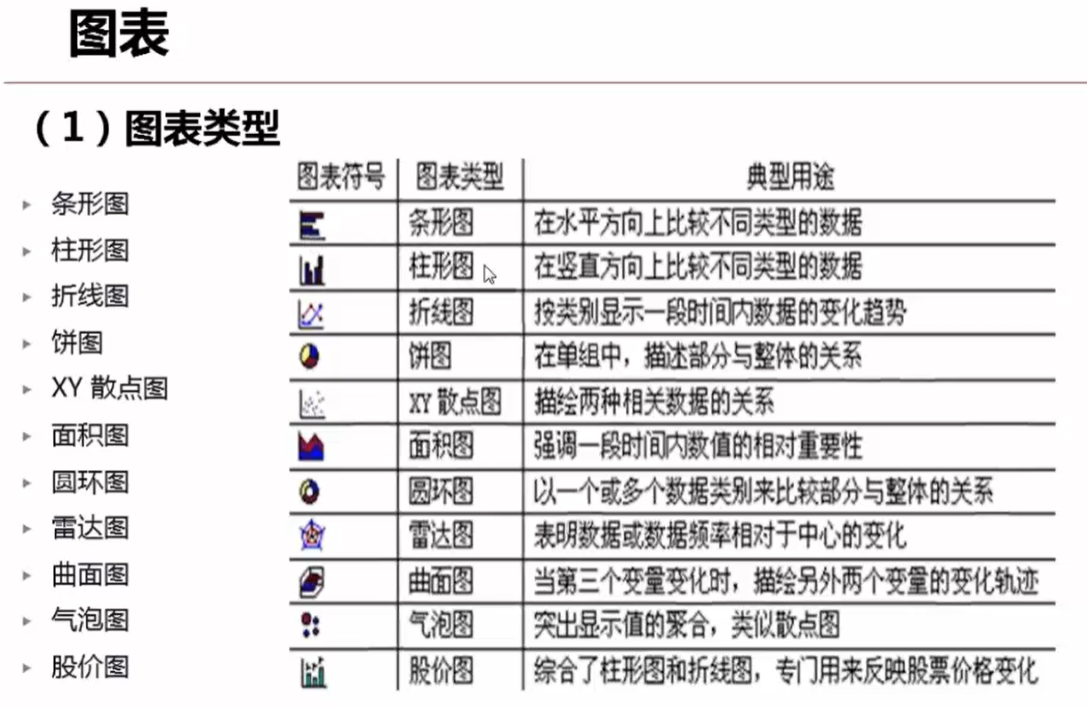 图表
（1）图表类型
条形图
柱形图
折线图
饼图
XY 散点图
面积图
圆环图
雷达图
曲面图
气泡图
股价图
图表符号 图表类型 典型用途
条形图 在水平方向上比较不同类型的数据
柱形图 在竖直方向上比较不同类型的数据
折线图 按类别显示一段时间内数据的变化趋势
饼图 在单组中，描述部分与整体的关系
XY 散点图 描绘两种相关数据的关系
面积图 强调一段时间内数值的相对重要性
圆环图 以一个或多个数据类别来比较部分与整体的关系
雷达图 表明数据或数据频率相对于中心的变化
曲面图 当第三个变量变化时，描绘另外两个变量的变化轨迹
气泡图 突出显示值的聚合，类似散点图
股价图 综合了柱形图和折线图，专门用来反映股票价格变化